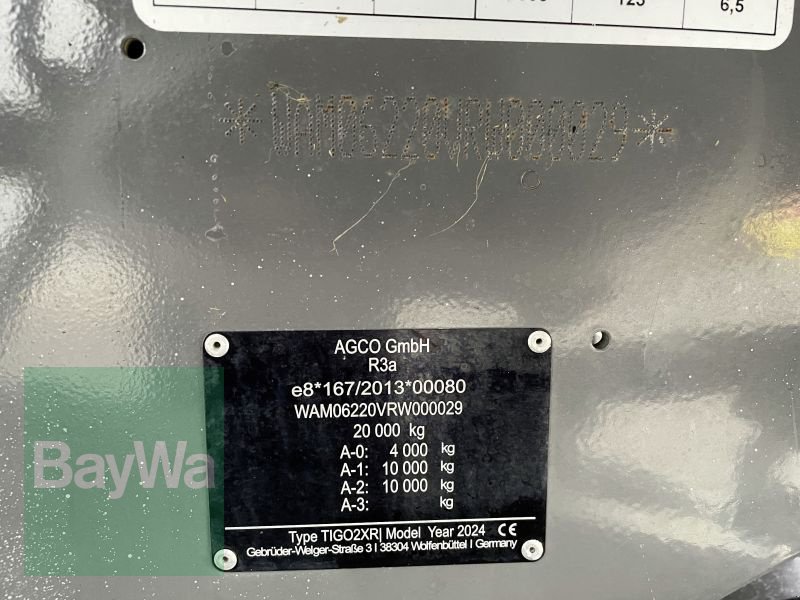 123
6,5
*WAM06220VRW000029*
AGCO GmbH
R3a
e8*167/2013*00080
WAM06220VRW000029
20 000 kg
A-0: 4 000 kg
A-1: 10 000 kg
A-2: 10 000 kg
A-3: kg
Type TIGO2XR| Model Year 2024 CE
Gebrüder-Welger-Straße 3 I 38304 Wolfenbüttel I Germany
BayWa